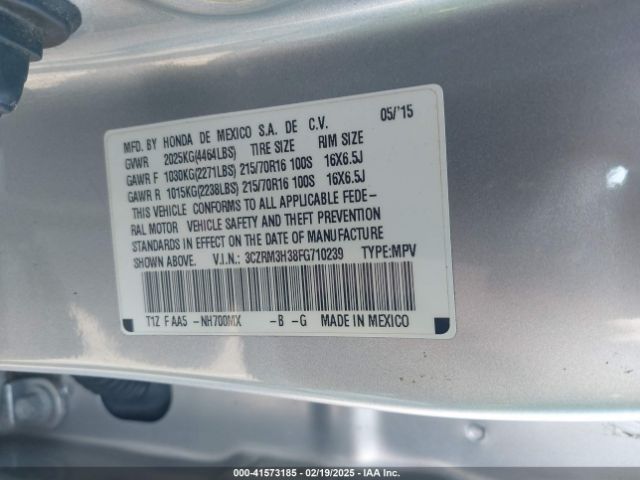 05/'15
MFD. BY HONDA DE MEXICO S.A. DE C.V.
GVWR 2025KG(4464LBS) TIRE SIZE RIM SIZE
GAWR F 1030KG(2271LBS) 215/70R16 100S 16X6.5J
GAWR R 1015KG(2238LBS) 215/70R16 100S 16X6.5J
THIS VEHICLE CONFORMS TO ALL APPLICABLE FEDE-
RAL MOTOR VEHICLE SAFETY AND THEFT PREVENTION
STANDARDS IN EFFECT ON THE DATE OF MANUFACTURE
SHOWN ABOVE. V.I.N.: 3CZRM3H38FG710239 TYPE:MPV
T1Z F AA5 -NH700MX -B -G MADE IN MEXICO
000-41573185 - 02/19/2025 - IAA Inc.